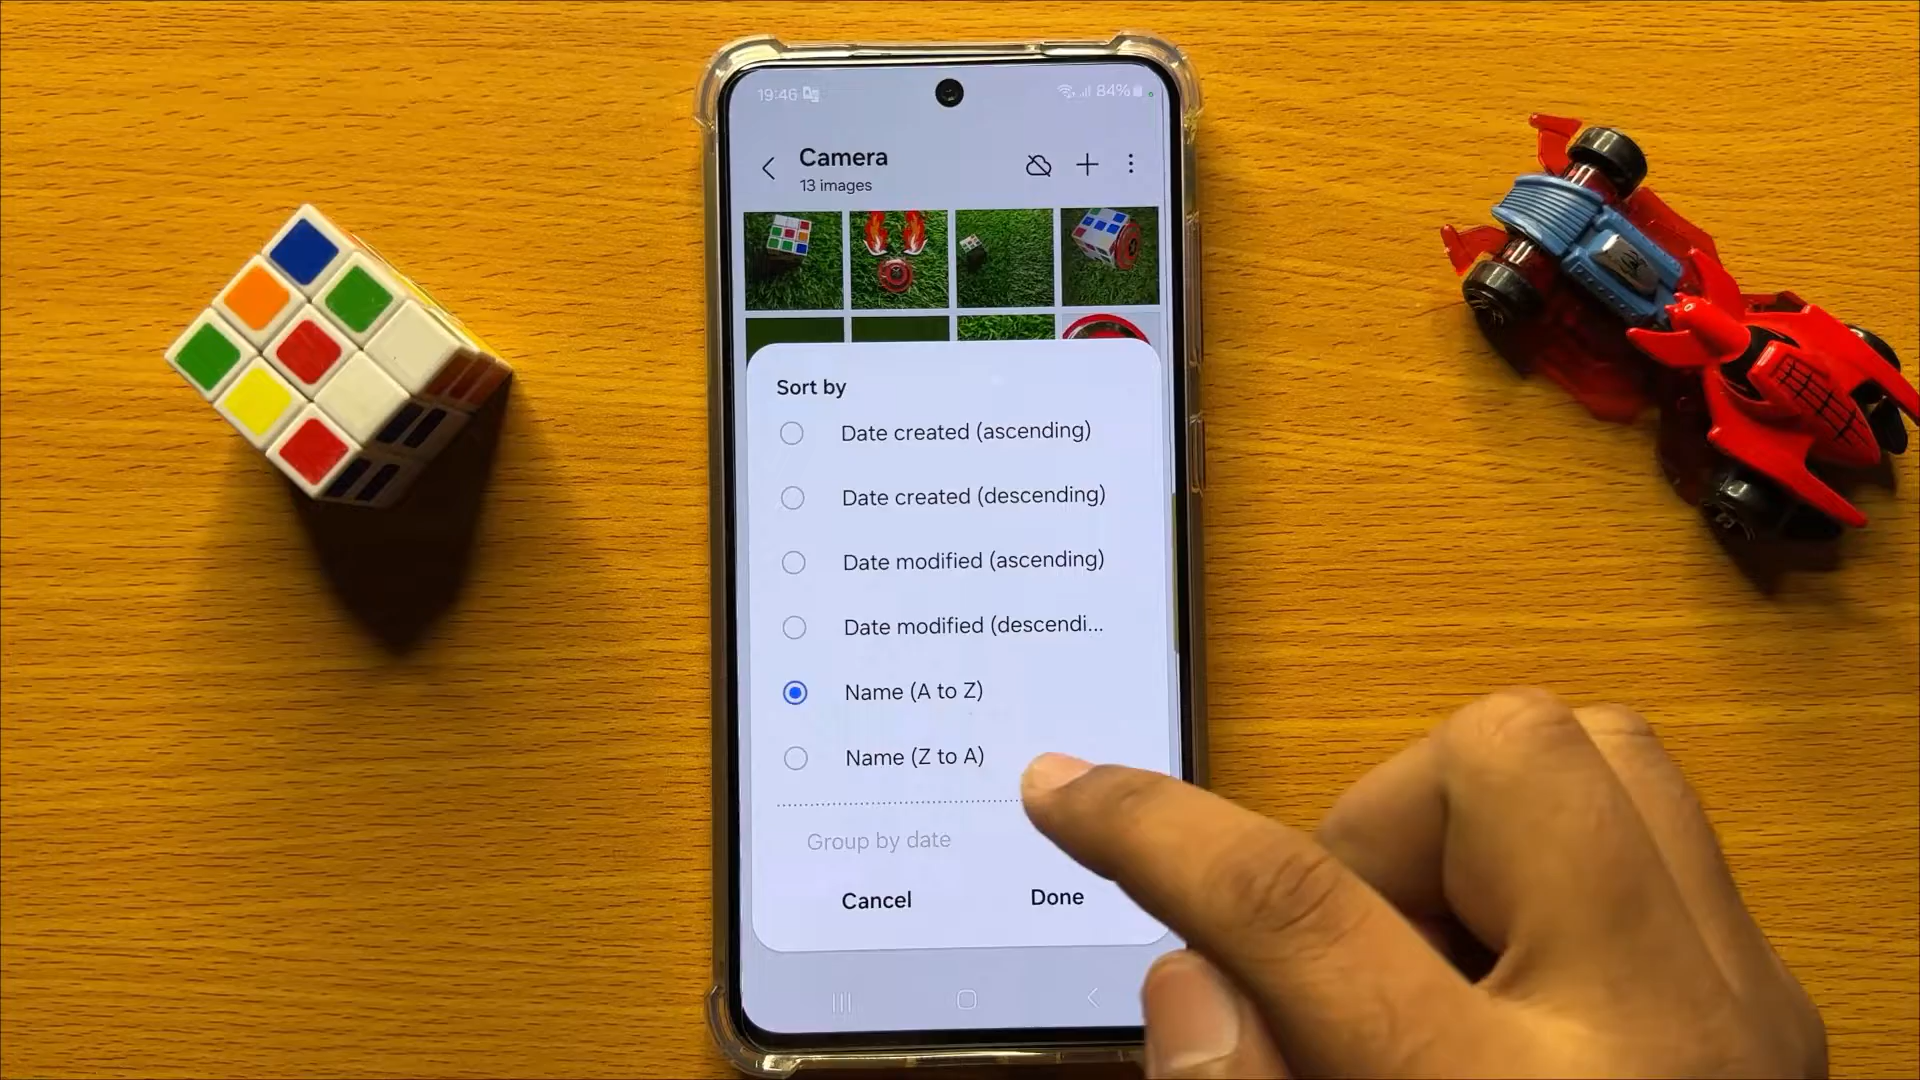 19:46
84%
Camera
13 images
Sort by
Date created (ascending)
Date created (descending)
Date modified (ascending)
Date modified (descendi...
Name (A to Z)
Name (Z to A)
Group by date
Cancel
Done